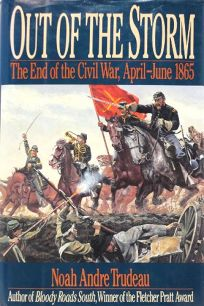 OUT OF THE STORM
The End of the Civil War, April–June 1865
Noah Andre Trudeau
Author of Bloody Roads South, Winner of the Fletcher Pratt Award